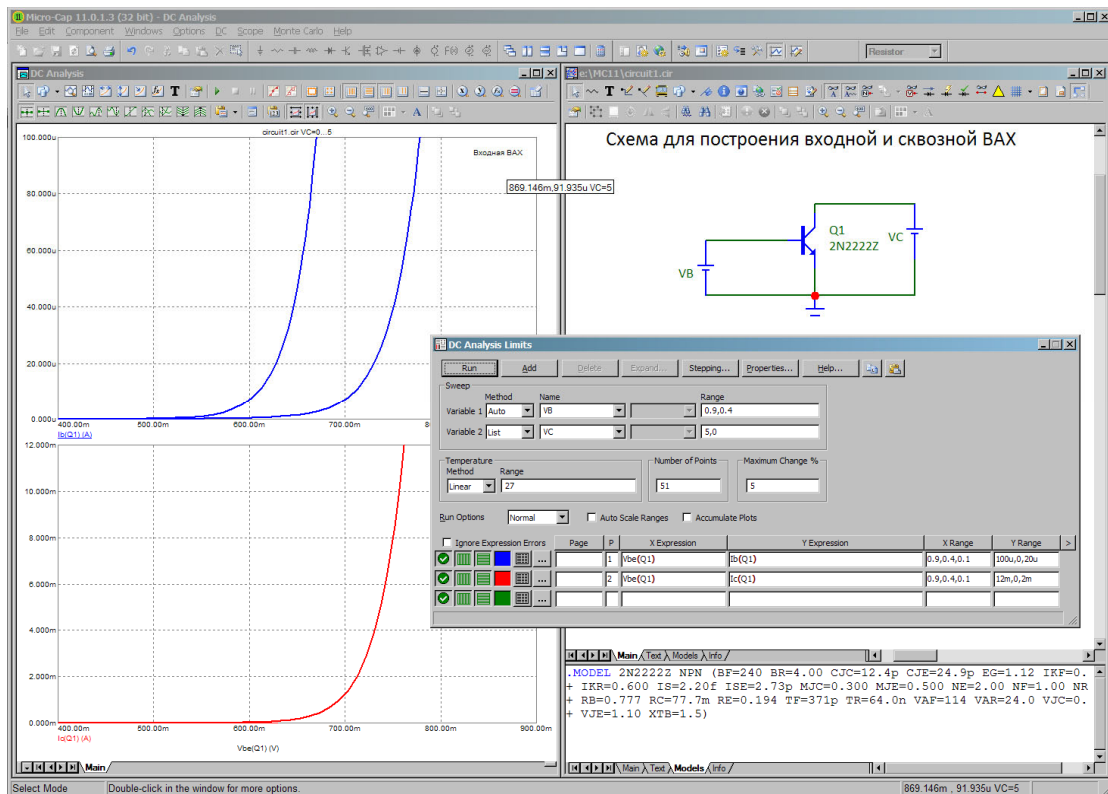 Micro-Cap 11.0.1.3 (32 bit) - DC Analysis
File Edit Component Windows Options DC Scope Monte Carlo Help
Resistor
DC Analysis
circuit1.cir VC=0...5
Входная ВАХ
869.146m,91.935u VC=5
100.000u
80.000u
60.000u
40.000u
20.000u
0.000u
400.00m 500.00m 600.00m 700.00m
Ib(Q1) (A)
12.000m
8.000m
6.000m
4.000m
2.000m
0.000m
400.00m 500.00m 600.00m 700.00m 800.00m 900.00m
Ic(Q1) (A)
Vbe(Q1) (V)
Main
e:\MC11\circuit1.cir
Схема для построения входной и сквозной ВАХ
Q1
2N2222Z
VC
VB
DC Analysis Limits
Run Add Delete Expand... Stepping... Properties... Help...
Sweep
Method Name Range
Variable 1 Auto VB 0.9,0.4
Variable 2 List VC 5,0
Temperature
Method Range
Linear 27
Number of Points
51
Maximum Change %
5
Run Options Normal Auto Scale Ranges Accumulate Plots
Ignore Expression Errors Page P X Expression Y Expression X Range Y Range >
1 Vbe(Q1) Ib(Q1) 0.9,0.4,0.1 100u,0,20u
2 Vbe(Q1) Ic(Q1) 0.9,0.4,0.1 12m,0,2m
Main Text Models Info
.MODEL 2N2222Z NPN (BF=240 BR=4.00 CJC=12.4p CJE=24.9p EG=1.12 IKF=0.
+ IKR=0.600 IS=2.20f ISE=2.73p MJC=0.300 MJE=0.500 NE=2.00 NF=1.00 NR
+ RB=0.777 RC=77.7m RE=0.194 TF=371p TR=64.0n VAF=114 VAR=24.0 VJC=0.
+ VJE=1.10 XTB=1.5)
Main Text Models Info
Select Mode Double-click in the window for more options. 869.146m , 91.935u VC=5